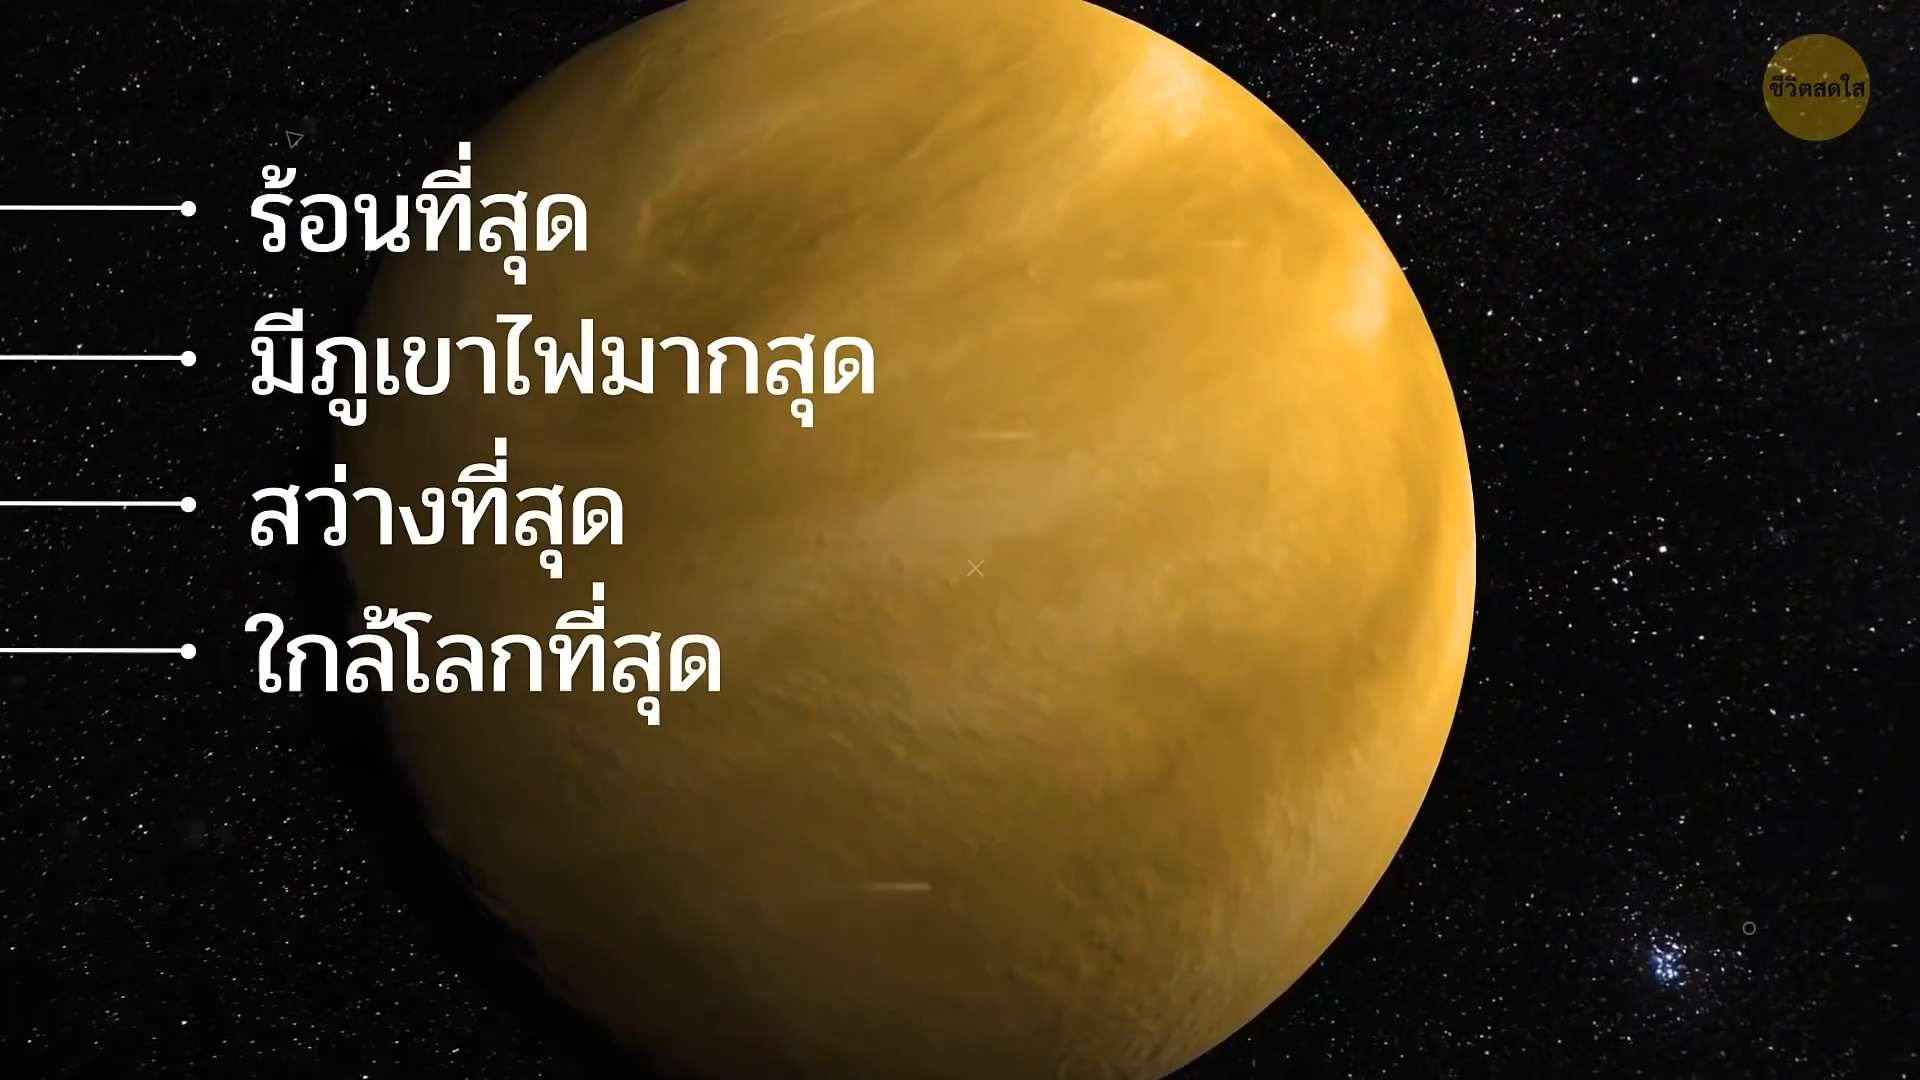 ชีวิตสดใส
ร้อนที่สุด
มีภูเขาไฟมากสุด
สว่างที่สุด
ใกล้โลกที่สุด